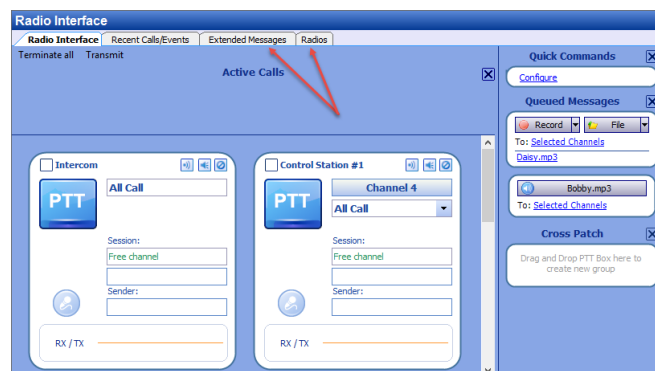 Radio Interface
Radio Interface Recent Calls/Events Extended Messages Radios
Terminate all Transmit
Active Calls
Intercom
PTT
All Call
Session:
Free channel
Sender:
RX / TX
Control Station #1
PTT
Channel 4
All Call
Session:
Free channel
Sender:
RX / TX
Quick Commands
Configure
Queued Messages
Record File
To: Selected Channels
Daisy.mp3
Bobby.mp3
To: Selected Channels
Cross Patch
Drag and Drop PTT Box here to
create new group